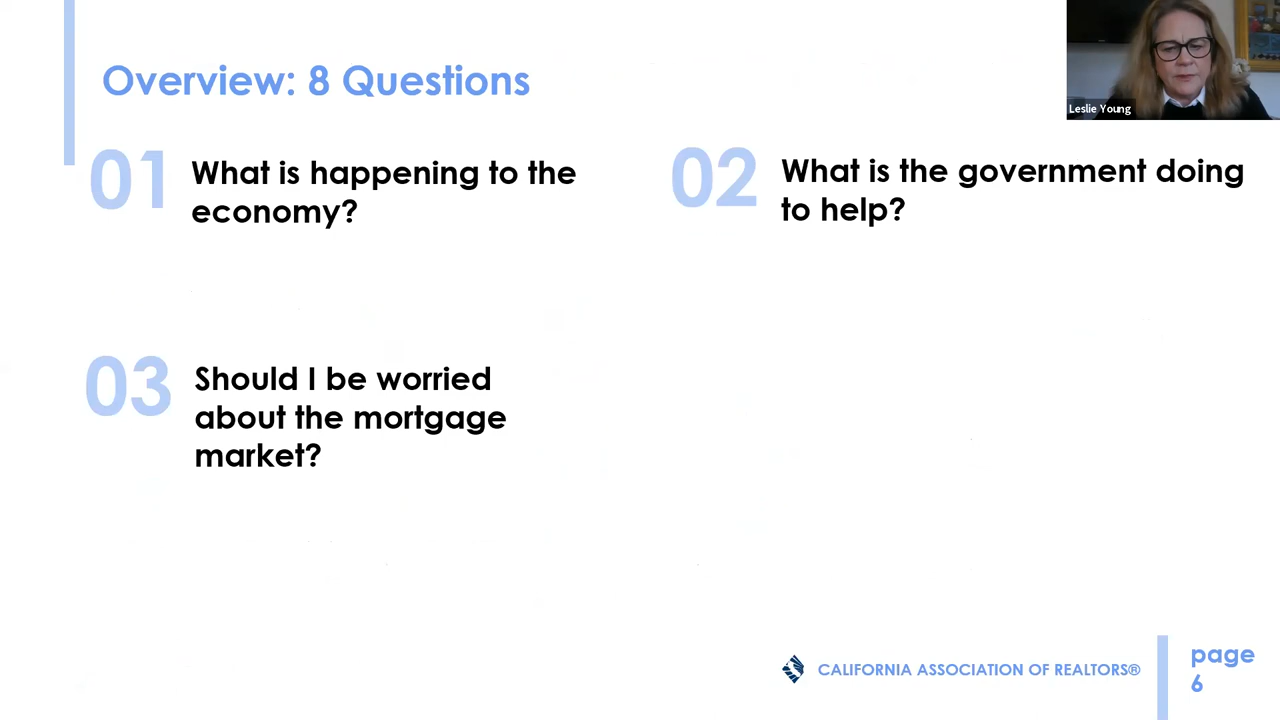 Overview: 8 Questions
Leslie Young
01
What is happening to the
economy?
02
What is the government doing
to help?
03
Should I be worried
about the mortgage
market?
CALIFORNIA ASSOCIATION OF REALTORS®
page
6